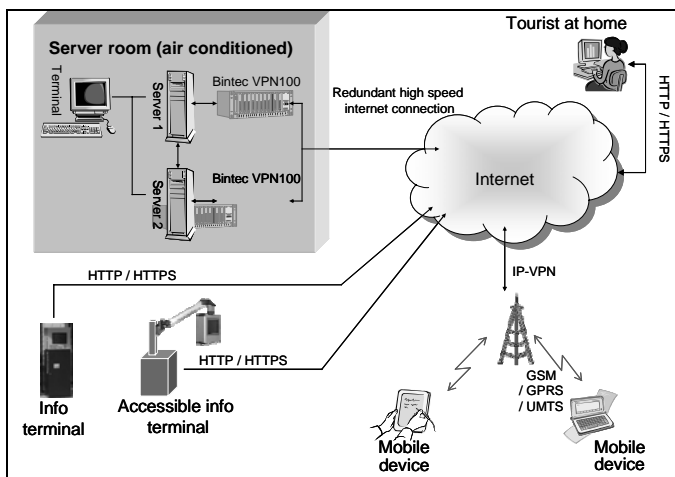 Server room (air conditioned)
Terminal
Server 1
Bintec VPN100
Server 2
Bintec VPN100
Redundant high speed
internet connection
Tourist at home
HTTP / HTTPS
Internet
IP-VPN
HTTP / HTTPS
HTTP / HTTPS
Info
terminal
Accessible info
terminal
GSM
/ GPRS
/ UMTS
Mobile
device
Mobile
device